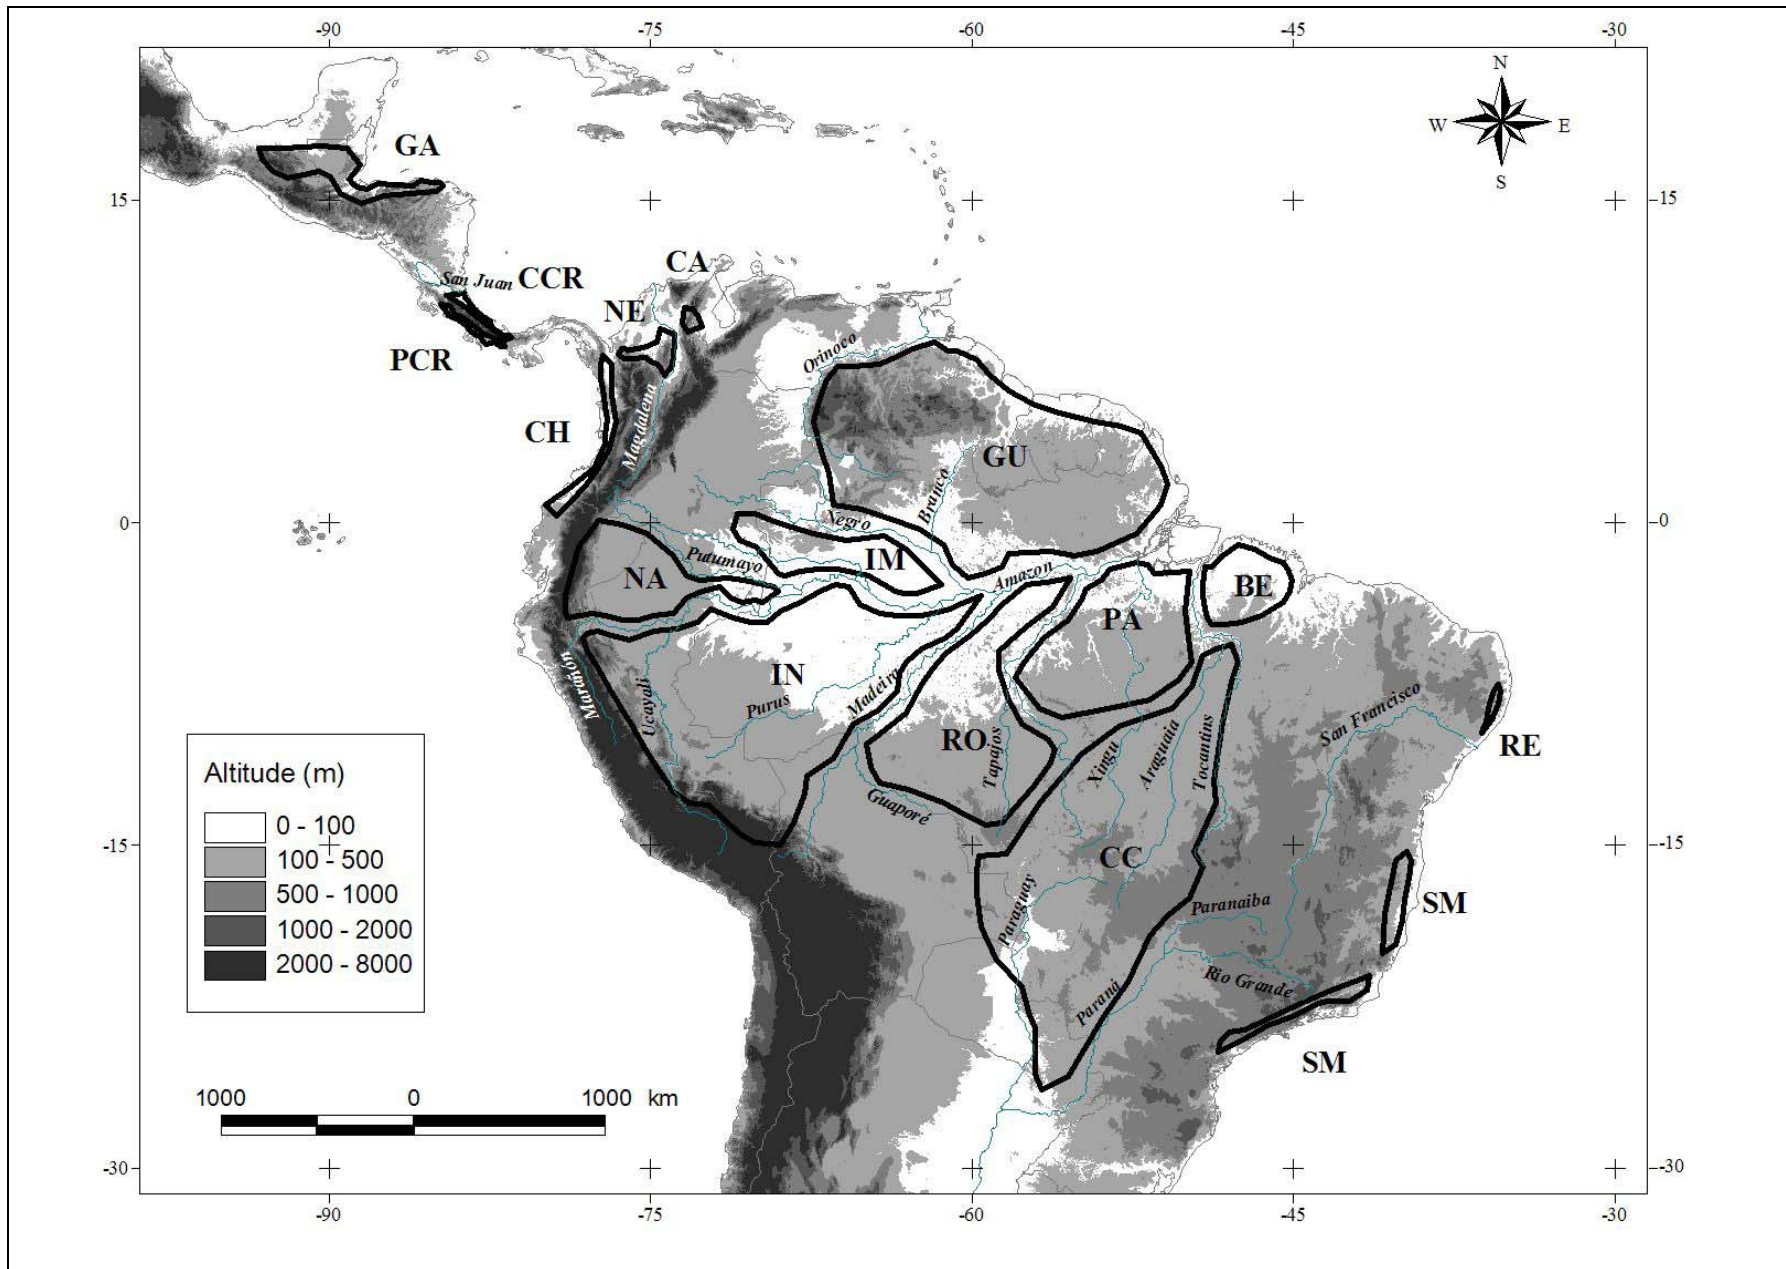 -90 -75 -60 -45 -30
N
W E
S
GA
15 15
CA
San Juan CCR
NE
PCR
Orinoco
Magdalena
CH
GU
Branco
0 0
Negro
IM
Putumayo
NA
Amazon
BE
PA
IN
Marañón
Ucayali
Purus
Madeira
RO
Tapajos
Xingu
Araguaia
Tocantins
San Francisco
RE
Guaporé
Altitude (m)
0 - 100
100 - 500
500 - 1000
1000 - 2000
2000 - 8000
-15 -15
CC
Paraguay
Paranaiba
SM
Rio Grande
Paraná
SM
1000 0 1000 km
-30 -30
-90 -75 -60 -45 -30